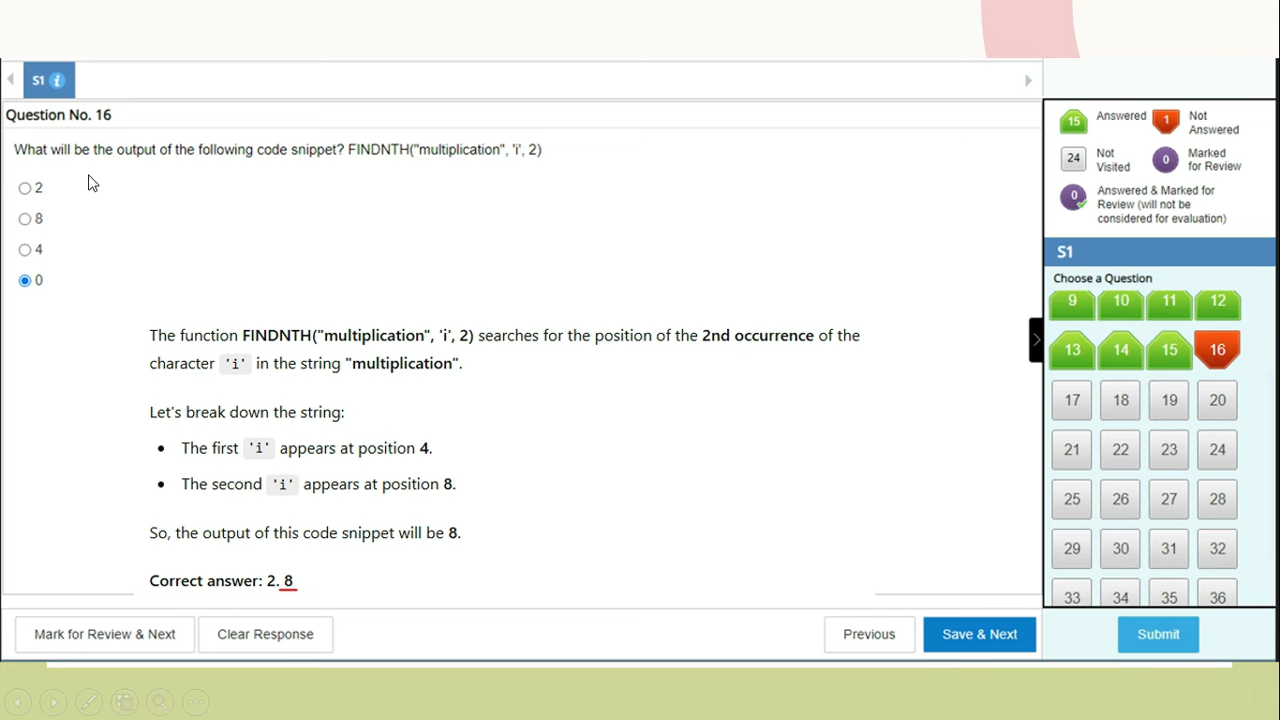 S1 i
Question No. 16
What will be the output of the following code snippet? FINDNTH("multiplication", 'i', 2)
2
8
4
0
The function FINDNTH("multiplication", 'i', 2) searches for the position of the 2nd occurrence of the
character 'i' in the string "multiplication".
Let's break down the string:
• The first 'i' appears at position 4.
• The second 'i' appears at position 8.
So, the output of this code snippet will be 8.
Correct answer: 2. 8
Mark for Review & Next
Clear Response
Previous
Save & Next
15 Answered
1 Not Answered
24 Not Visited
0 Marked for Review
0 Answered & Marked for
Review (will not be
considered for evaluation)
S1
Choose a Question
9 10 11 12
13 14 15 16
17 18 19 20
21 22 23 24
25 26 27 28
29 30 31 32
33 34 35 36
Submit